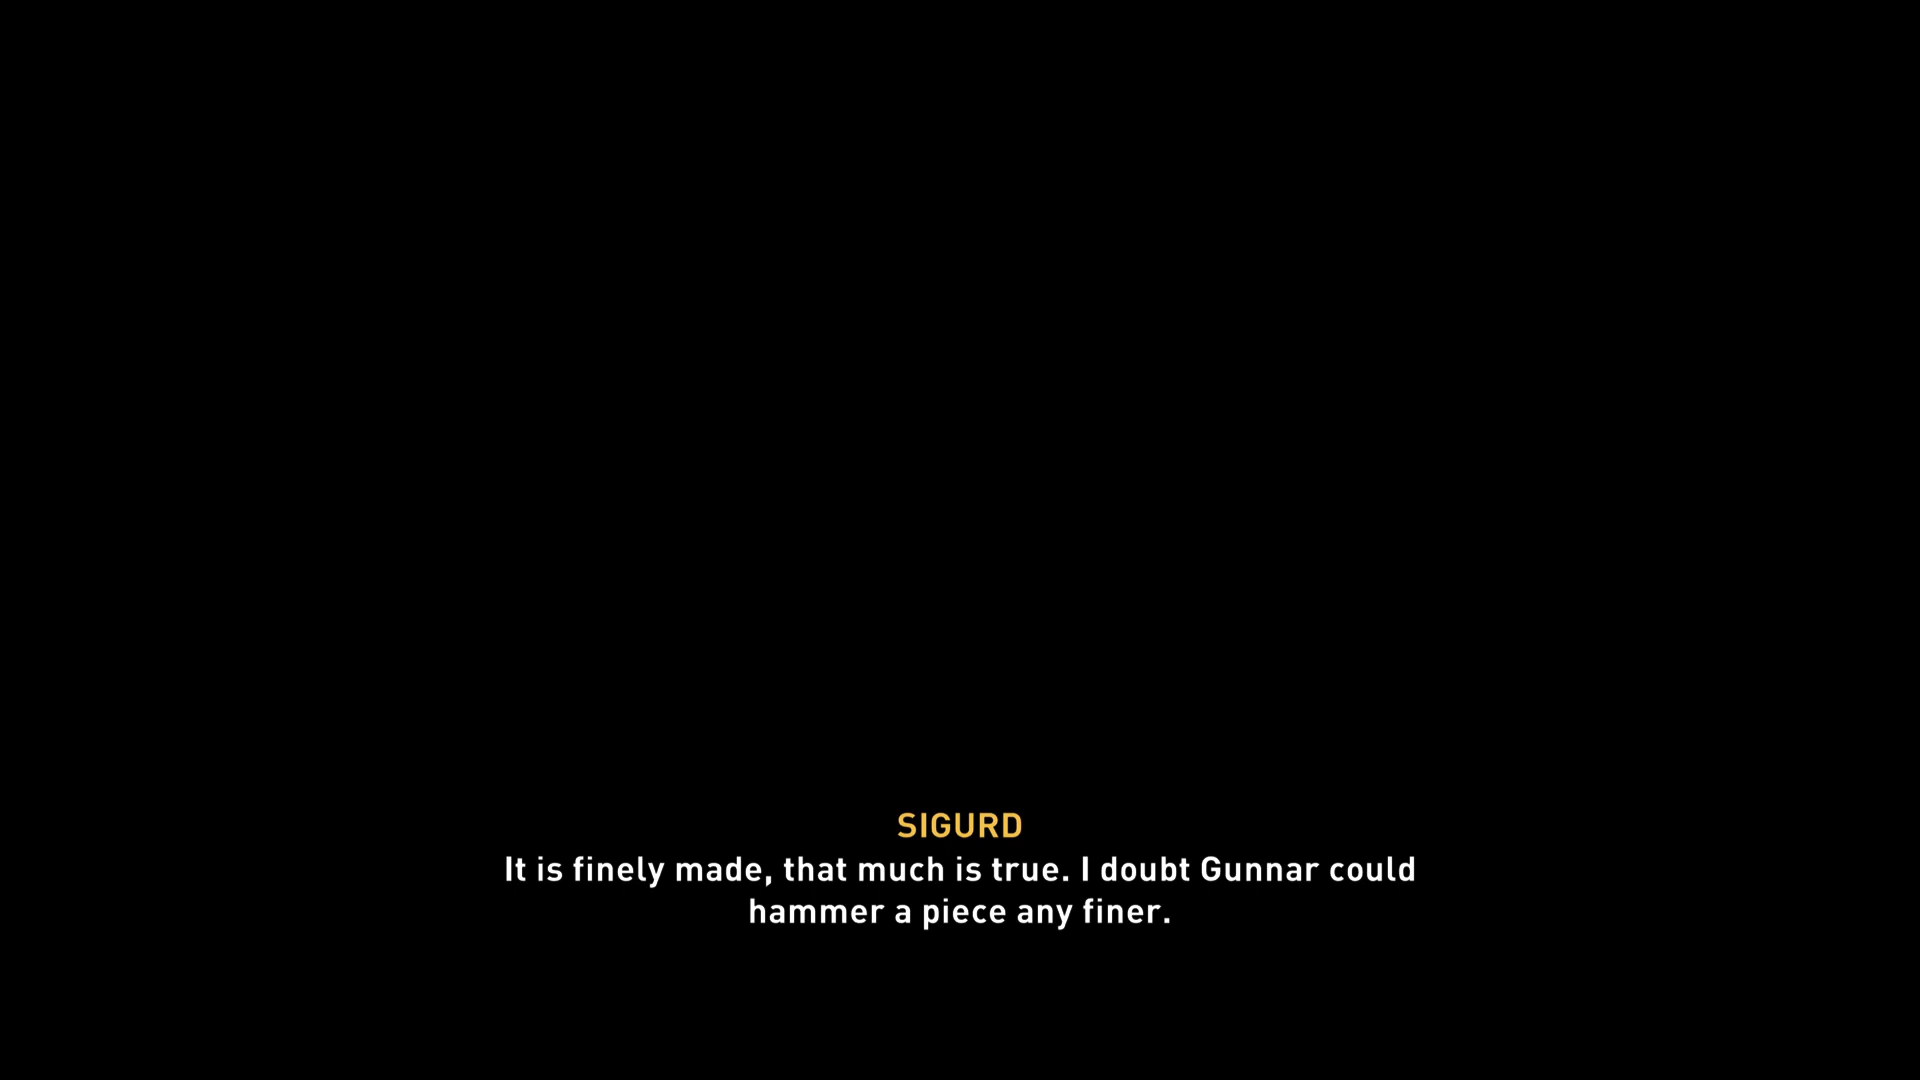 SIGURD
It is finely made, that much is true. I doubt Gunnar could
hammer a piece any finer.